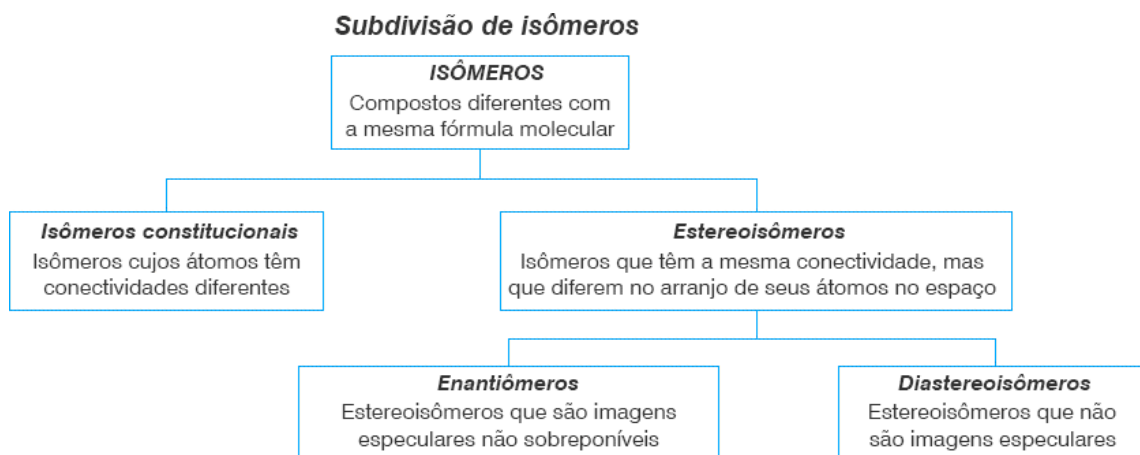 Subdivisão de isômeros
ISÔMEROS
Compostos diferentes com
a mesma fórmula molecular
Isômeros constitucionais
Isômeros cujos átomos têm
conectividades diferentes
Estereoisômeros
Isômeros que têm a mesma conectividade, mas
que diferem no arranjo de seus átomos no espaço
Enantiômeros
Estereoisômeros que são imagens
especulares não sobreponíveis
Diastereoisômeros
Estereoisômeros que não
são imagens especulares